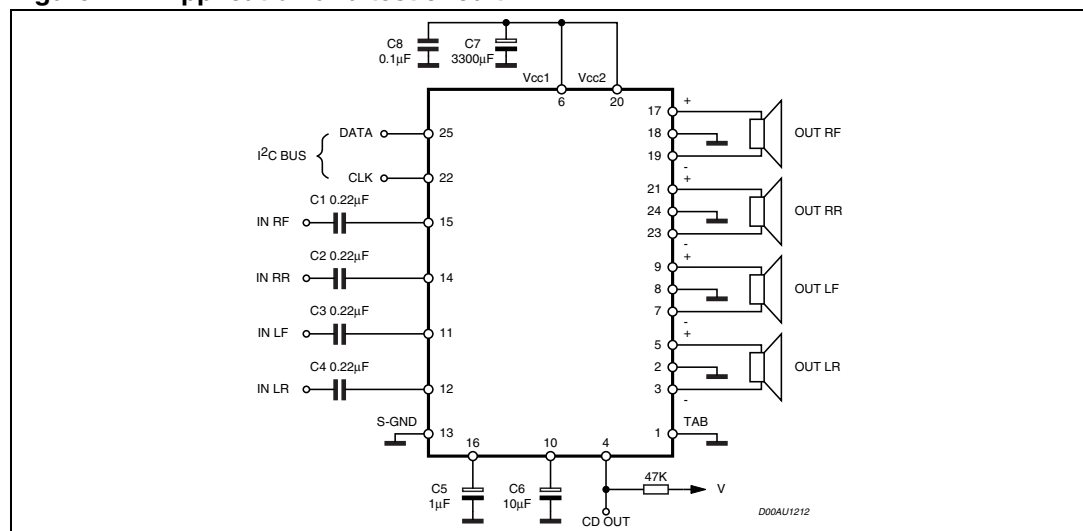 C8
0.1µF
C7
3300µF
Vcc1
Vcc2
6
20
DATA
25
I²C BUS
CLK
22
C1 0.22µF
IN RF
15
C2 0.22µF
IN RR
14
C3 0.22µF
IN LF
11
C4 0.22µF
IN LR
12
S-GND
13
17
+
18
19
-
OUT RF
21
+
24
23
-
OUT RR
9
+
8
7
-
OUT LF
5
+
2
3
-
OUT LR
1
TAB
16
10
4
C5
1µF
C6
10µF
47K
V
CD OUT
D00AU1212